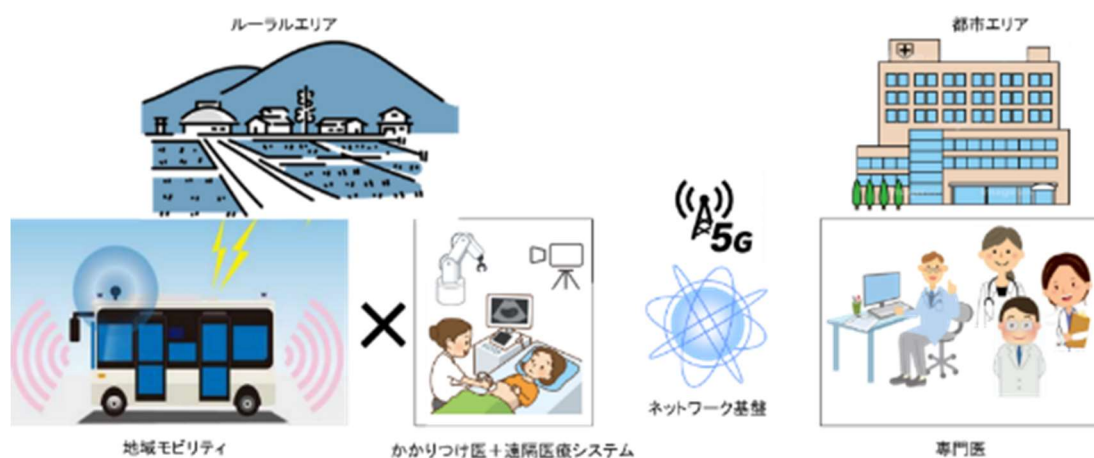 ルーラルエリア
都市エリア
5G
ネットワーク基盤
地域モビリティ
かかりつけ医＋遠隔医療システム
専門医